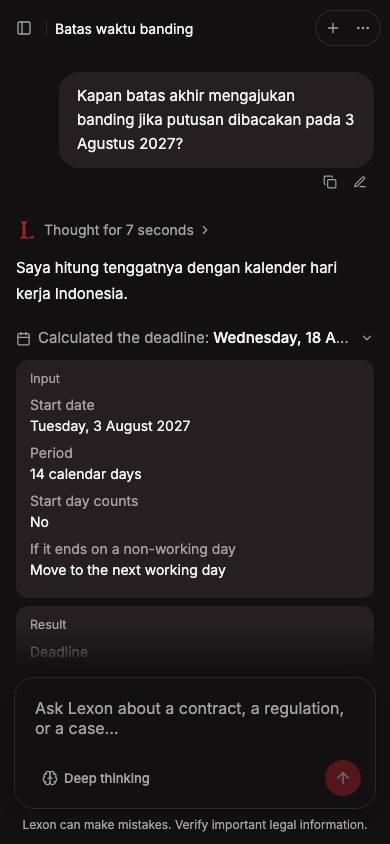 Batas waktu banding
Kapan batas akhir mengajukan
banding jika putusan dibacakan pada 3
Agustus 2027?
L Thought for 7 seconds
Saya hitung tenggatnya dengan kalender hari
kerja Indonesia.
Calculated the deadline: Wednesday, 18 A...
Input
Start date
Tuesday, 3 August 2027
Period
14 calendar days
Start day counts
No
If it ends on a non-working day
Move to the next working day
Result
Deadline
Ask Lexon about a contract, a regulation,
or a case...
Deep thinking
Lexon can make mistakes. Verify important legal information.